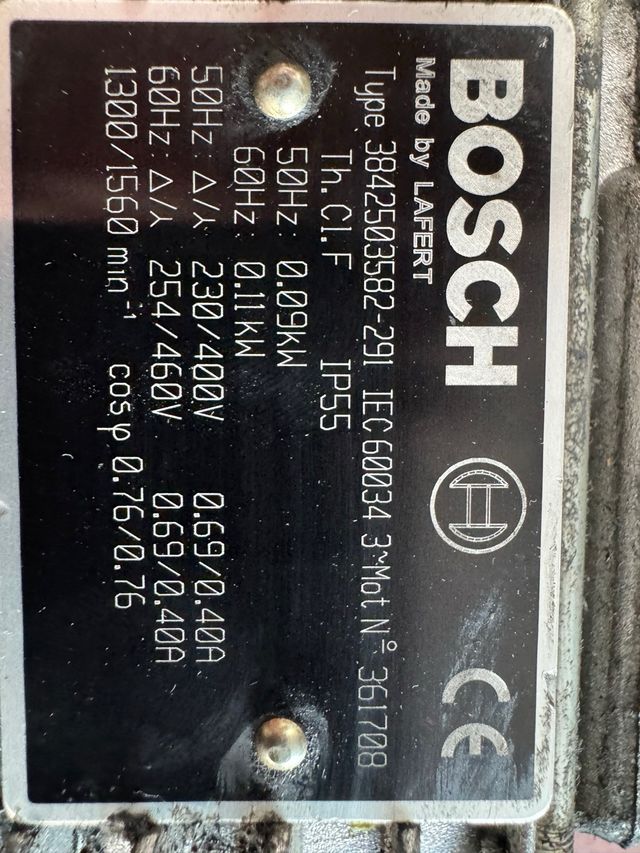 BOSCH
Made by LAFERT CE
Type 3842503582-291 IEC 60034 3~Mot Nº 361708
Th.Cl.F IP55
50Hz: 0.09kW
60Hz: 0.11kW
50Hz: Δ/⅄ 230/400V 0.69/0.40A
60Hz: Δ/⅄ 254/460V 0.69/0.40A
1300/1560 min⁻¹ cosφ 0.76/0.76